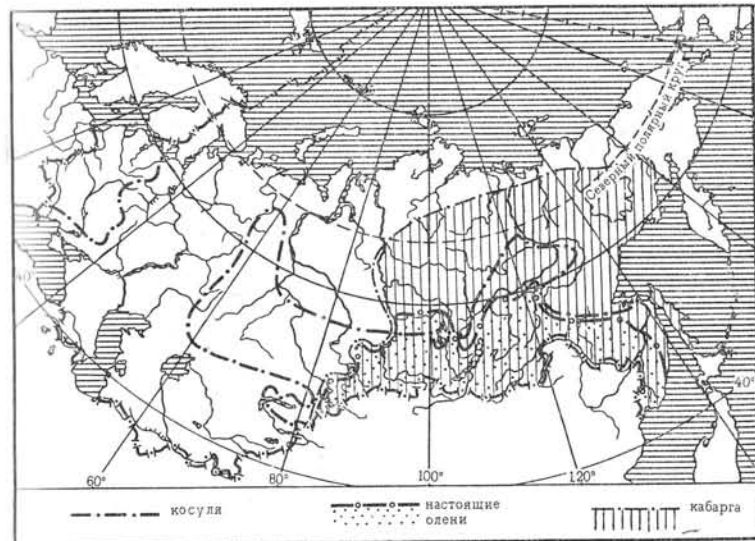 Северный полярный круг
40°
40°
60°
80°
100°
120°
косули
настоящие
олени
кабарга